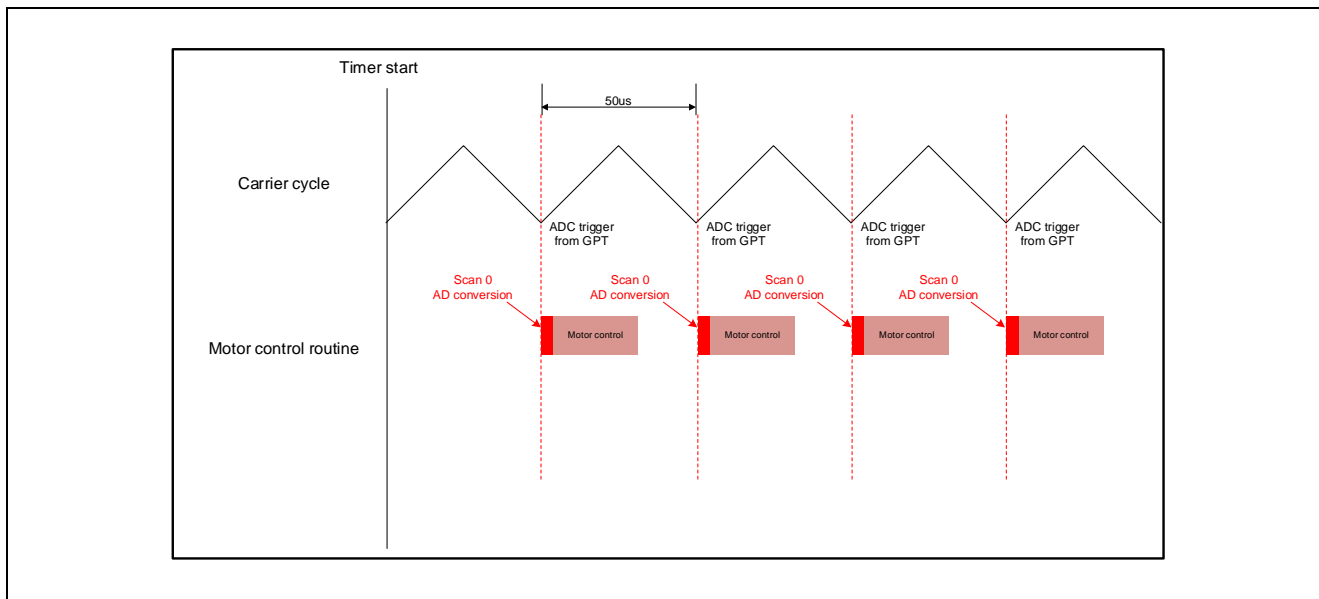 Timer start
50us
Carrier cycle
ADC trigger
from GPT
ADC trigger
from GPT
ADC trigger
from GPT
ADC trigger
from GPT
Scan 0
AD conversion
Scan 0
AD conversion
Scan 0
AD conversion
Scan 0
AD conversion
Motor control routine
Motor control
Motor control
Motor control
Motor control